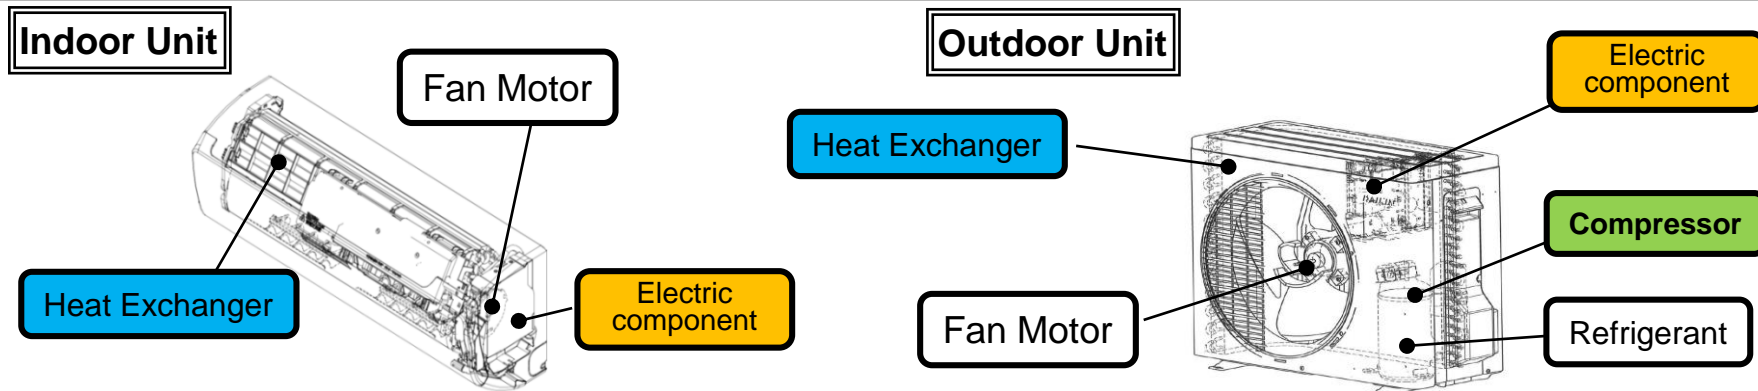 Indoor Unit
Fan Motor
Heat Exchanger
Electric
component
Outdoor Unit
Electric
component
Heat Exchanger
Compressor
Fan Motor
Refrigerant